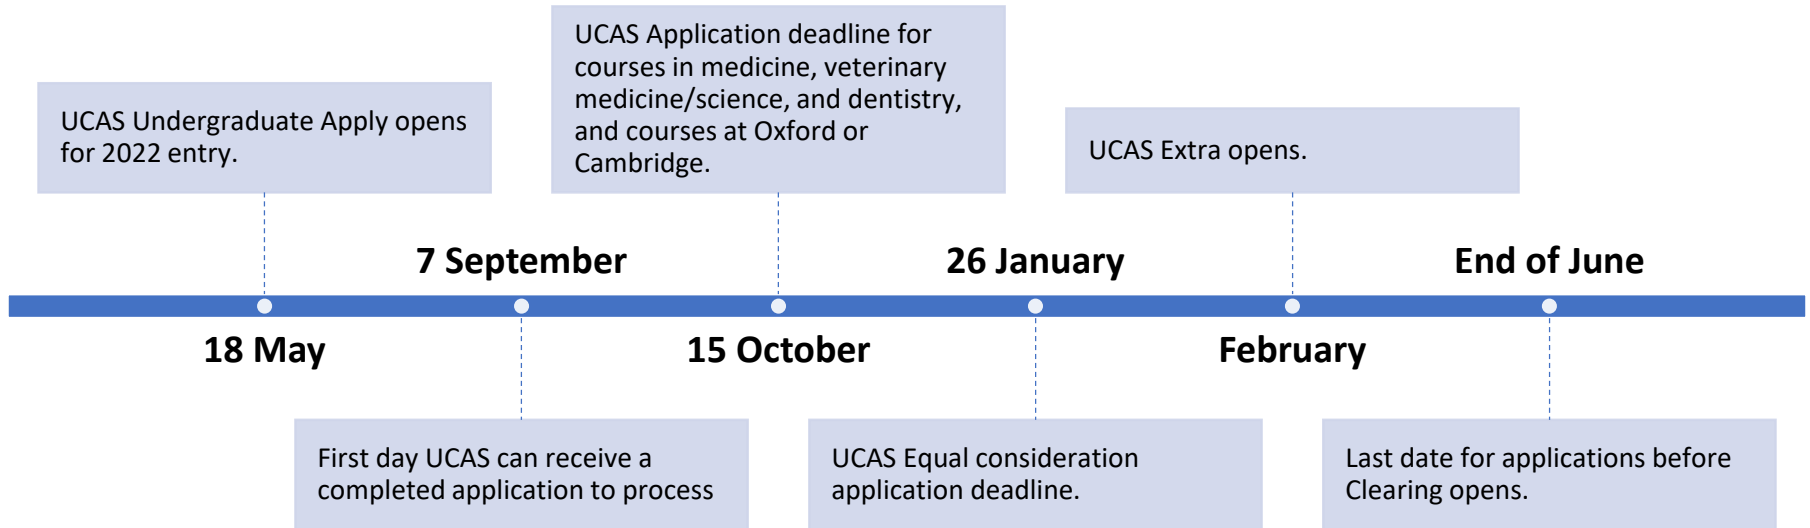 UCAS Undergraduate Apply opens
for 2022 entry.
18 May
7 September
First day UCAS can receive a
completed application to process
UCAS Application deadline for
courses in medicine, veterinary
medicine/science, and dentistry,
and courses at Oxford or
Cambridge.
15 October
26 January
UCAS Equal consideration
application deadline.
UCAS Extra opens.
February
End of June
Last date for applications before
Clearing opens.